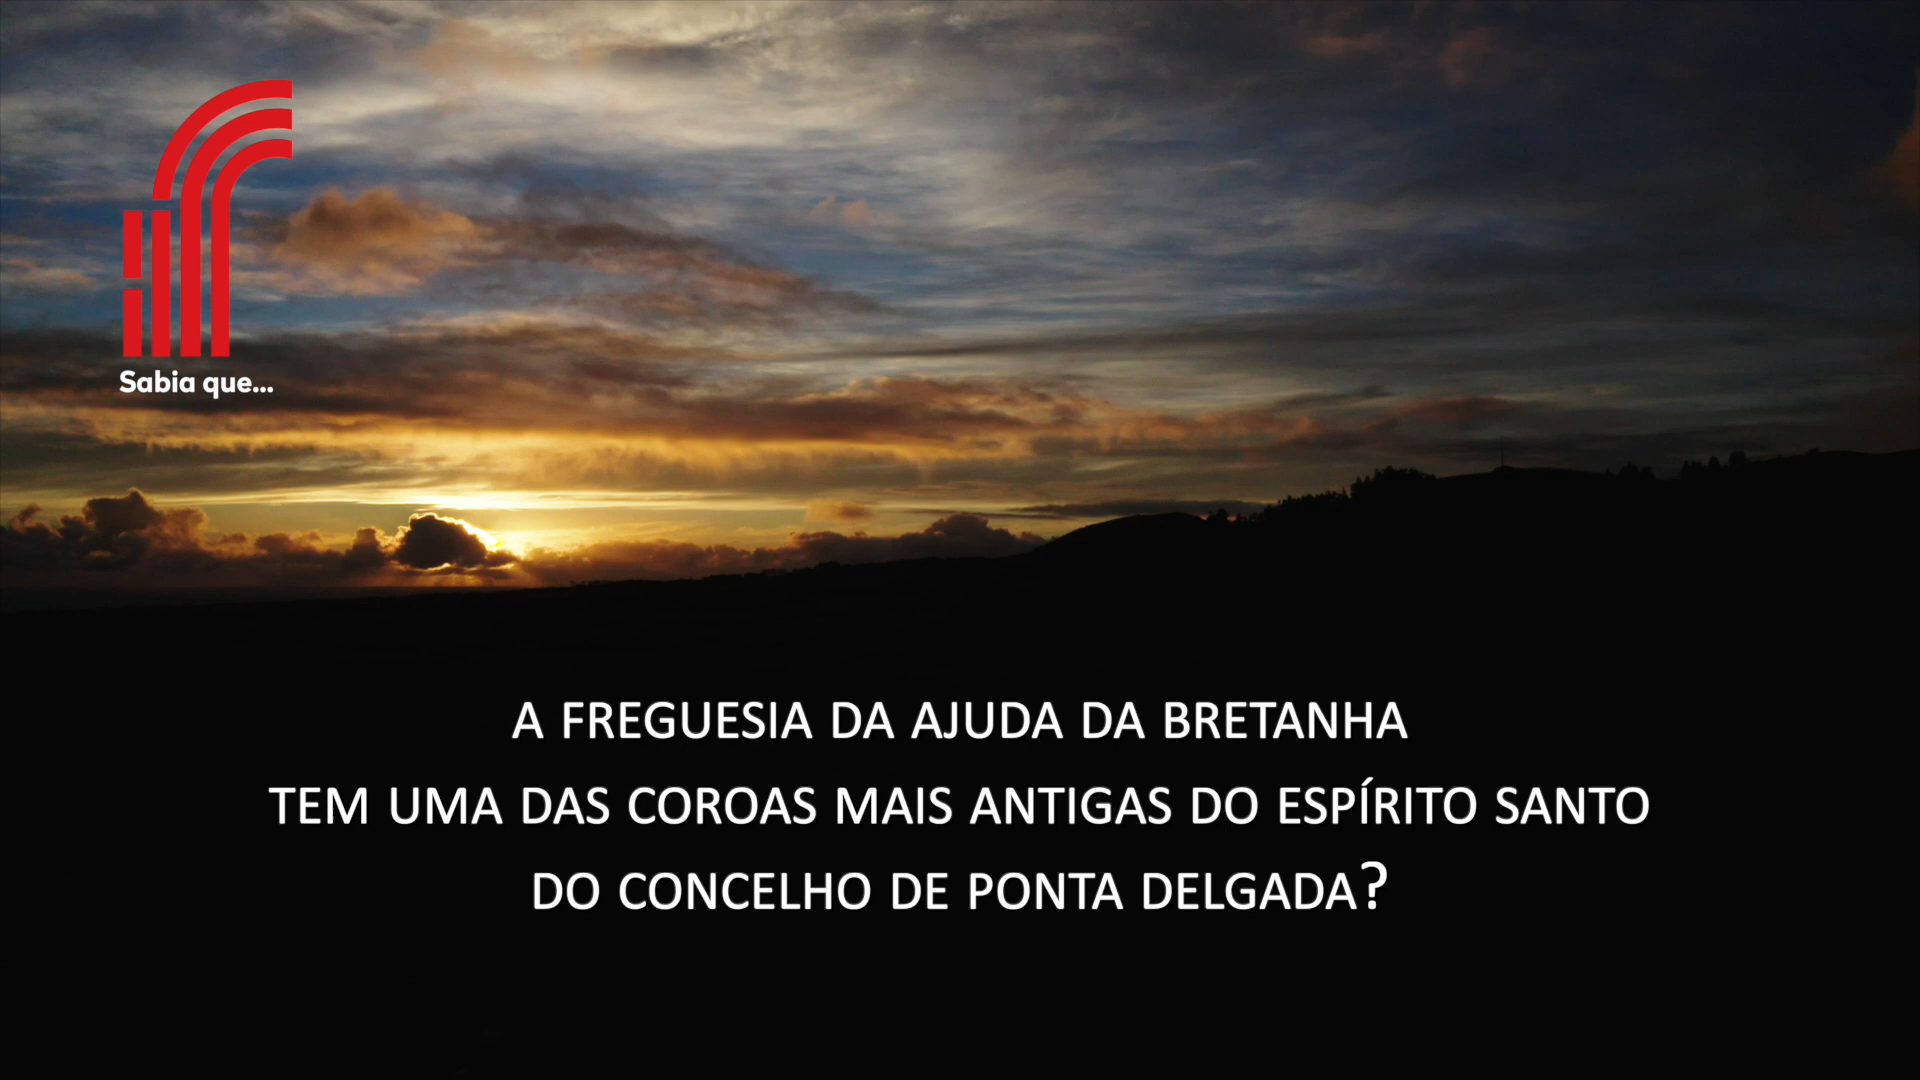 Sabia que...
A FREGUESIA DA AJUDA DA BRETANHA
TEM UMA DAS COROAS MAIS ANTIGAS DO ESPÍRITO SANTO
DO CONCELHO DE PONTA DELGADA?